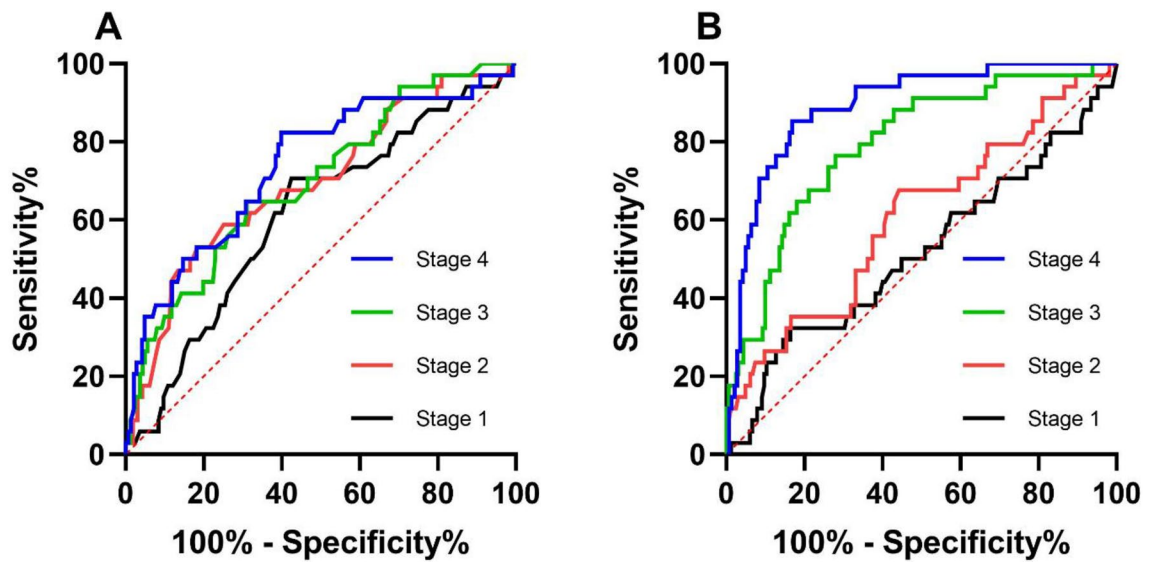 A
Sensitivity%
100
80
60
40
20
0
Stage 4
Stage 3
Stage 2
Stage 1
0 20 40 60 80 100
100% - Specificity%
B
Sensitivity%
100
80
60
40
20
0
Stage 4
Stage 3
Stage 2
Stage 1
0 20 40 60 80 100
100% - Specificity%